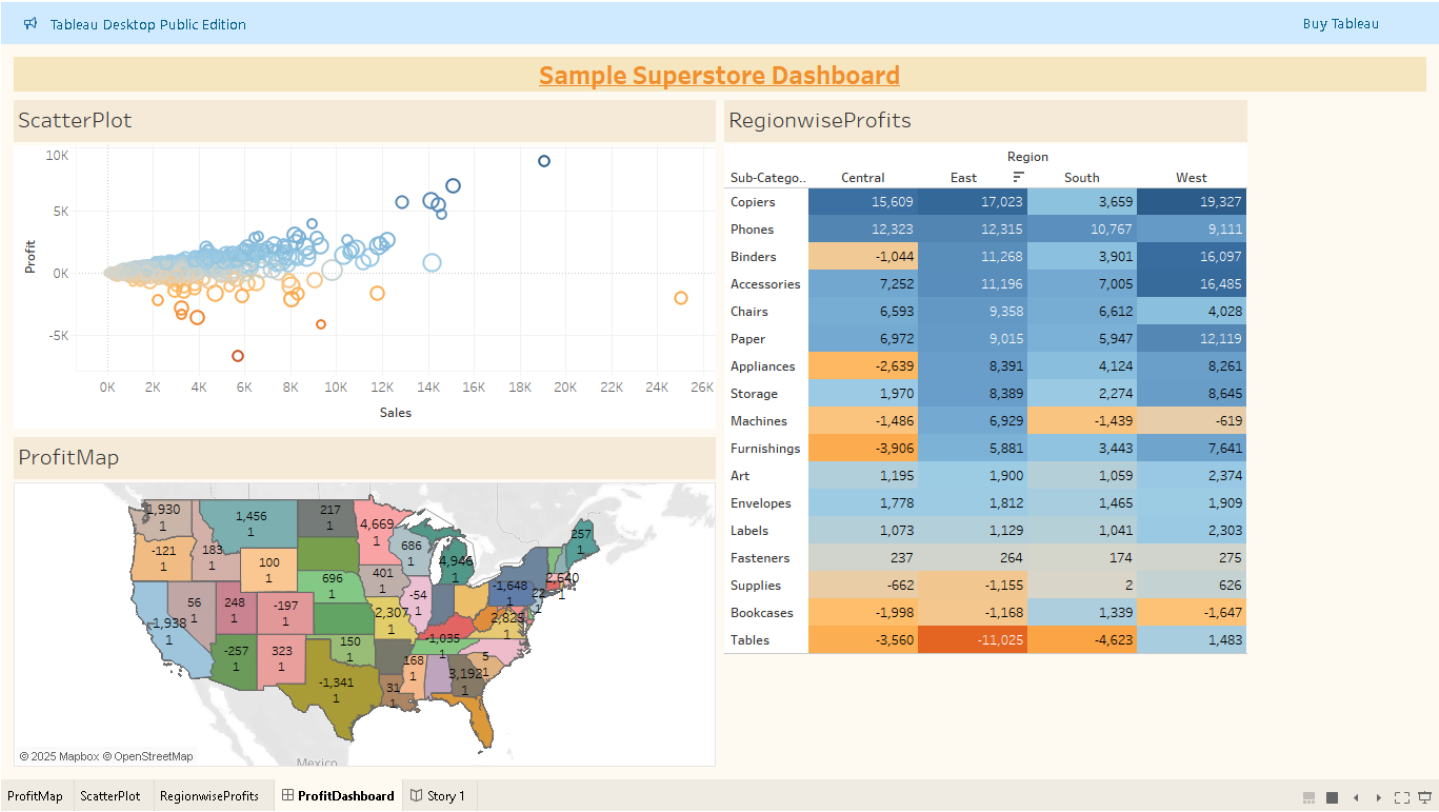 Tableau Desktop Public Edition
Buy Tableau
Sample Superstore Dashboard
ScatterPlot
10K
5K
0K
-5K
Profit
0K 2K 4K 6K 8K 10K 12K 14K 16K 18K 20K 22K 24K 26K
Sales
ProfitMap
1,930
1
-121
1
183
1
1,456
1
217
1
4,669
1
100
1
686
1
4,946
1
257
1
696
1
401
1
-54
1
-1,648
1
2,640
1
22
1
56
1
248
1
-197
1
2,307
1
2,825
1
-1,035
1
-1,938
1
-257
1
323
1
150
1
168
1
3,192
1
5
1
-1,341
1
31
1
Mexico
© 2025 Mapbox © OpenStreetMap
RegionwiseProfits
Region
Sub-Catego.. Central East South West
Copiers 15,609 17,023 3,659 19,327
Phones 12,323 12,315 10,767 9,111
Binders -1,044 11,268 3,901 16,097
Accessories 7,252 11,196 7,005 16,485
Chairs 6,593 9,358 6,612 4,028
Paper 6,972 9,015 5,947 12,119
Appliances -2,639 8,391 4,124 8,261
Storage 1,970 8,389 2,274 8,645
Machines -1,486 6,929 -1,439 -619
Furnishings -3,906 5,881 3,443 7,641
Art 1,195 1,900 1,059 2,374
Envelopes 1,778 1,812 1,465 1,909
Labels 1,073 1,129 1,041 2,303
Fasteners 237 264 174 275
Supplies -662 -1,155 2 626
Bookcases -1,998 -1,168 1,339 -1,647
Tables -3,560 -11,025 -4,623 1,483
ProfitMap ScatterPlot RegionwiseProfits ProfitDashboard Story 1